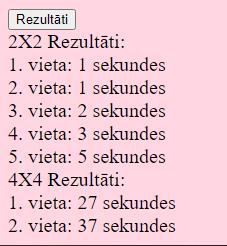 Rezultāti
2X2 Rezultāti:
1. vieta: 1 sekundes
2. vieta: 1 sekundes
3. vieta: 2 sekundes
4. vieta: 3 sekundes
5. vieta: 5 sekundes
4X4 Rezultāti:
1. vieta: 27 sekundes
2. vieta: 37 sekundes